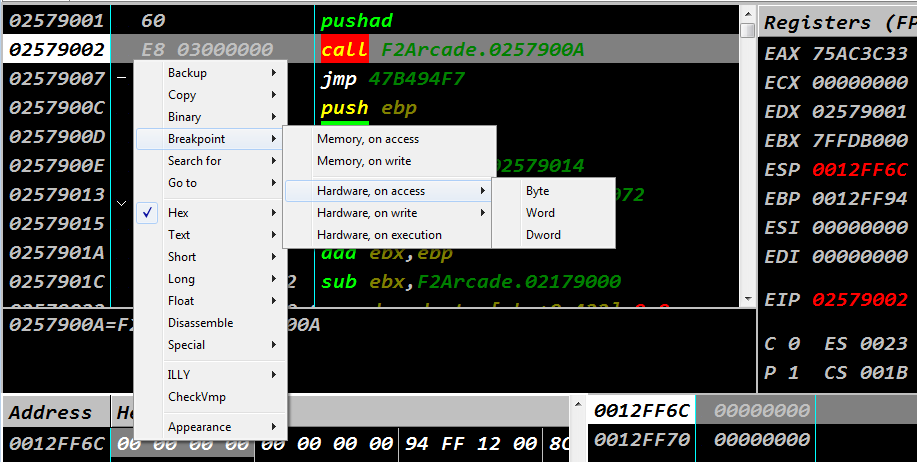 02579001 60 pushad
02579002 E8 03000000 call F2Arcade.0257900A
02579007 jmp 47B494F7
0257900C push ebp
0257900D
0257900E 02579014
02579013 072
02579015
0257901A add ebx,ebp
0257901C 2 sub ebx,F2Arcade.02179000
0257900A=F2 00A
Backup
Copy
Binary
Breakpoint
Search for
Go to
Hex
Text
Short
Long
Float
Disassemble
Special
ILLY
CheckVmp
Appearance
Memory, on access
Memory, on write
Hardware, on access
Hardware, on write
Hardware, on execution
Byte
Word
Dword
Registers (FP
EAX 75AC3C33
ECX 00000000
EDX 02579001
EBX 7FFDB000
ESP 0012FF6C
EBP 0012FF94
ESI 00000000
EDI 00000000
EIP 02579002
C 0 ES 0023
P 1 CS 001B
Address He
0012FF6C 00 00 00 00 00 00 00 00 94 FF 12 00 8C
0012FF6C 00000000
0012FF70 00000000